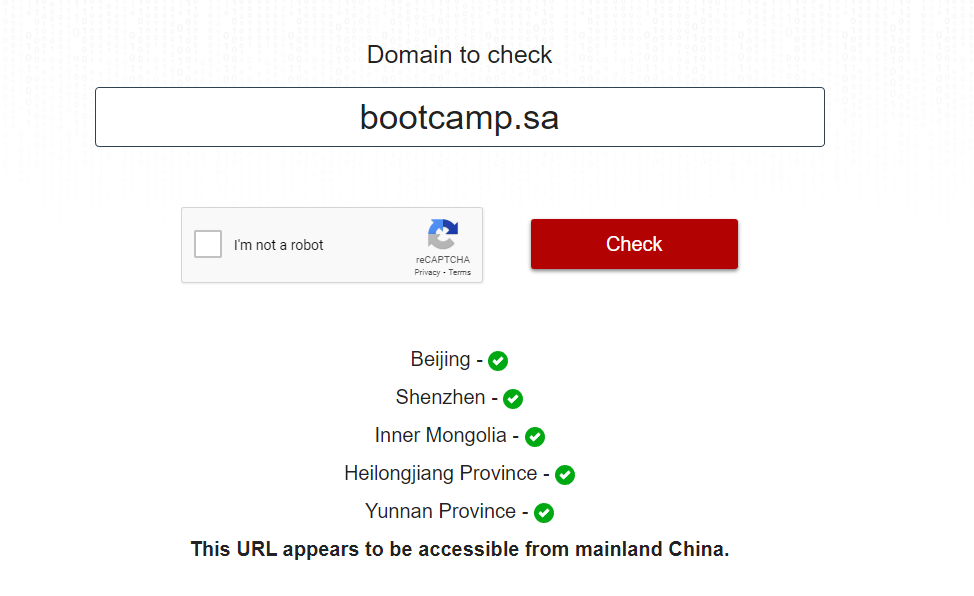 Domain to check
bootcamp.sa
I'm not a robot
reCAPTCHA
Privacy - Terms
Check
Beijing -
Shenzhen -
Inner Mongolia -
Heilongjiang Province -
Yunnan Province -
This URL appears to be accessible from mainland China.